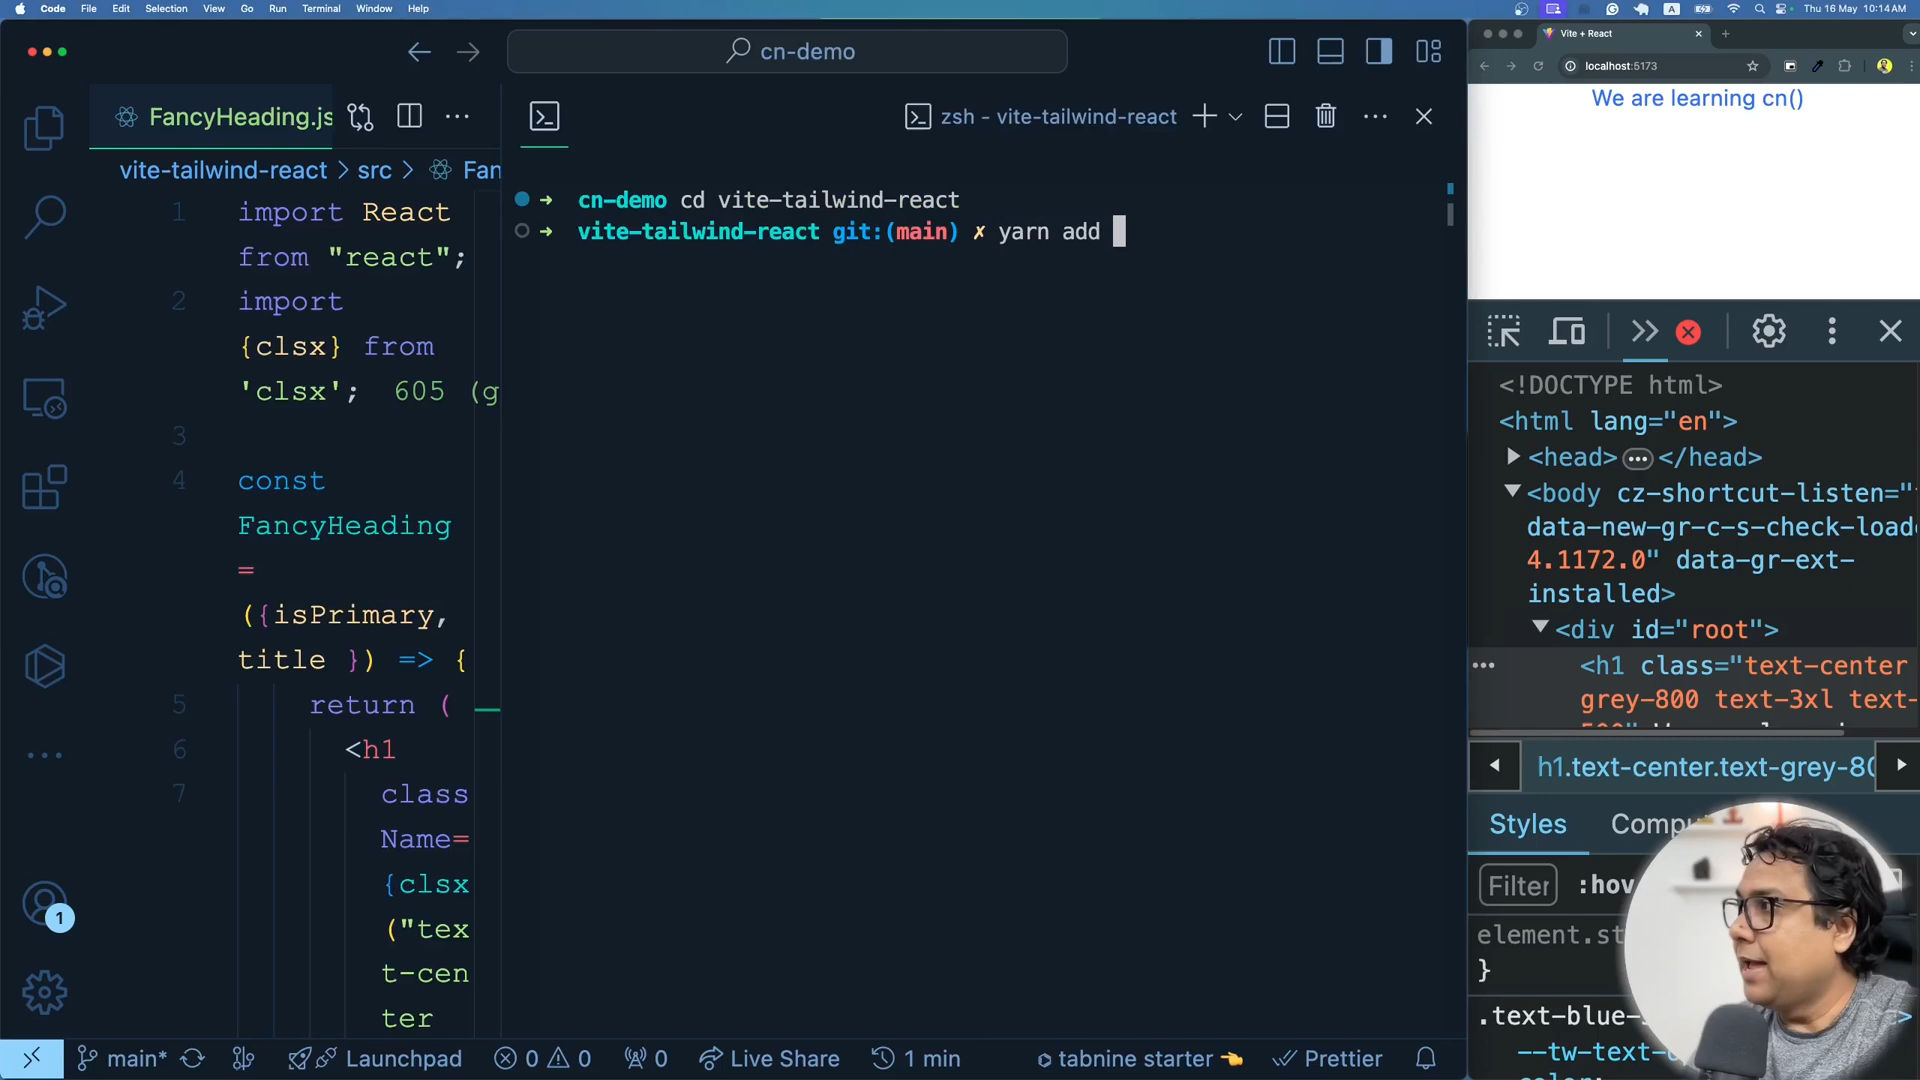 Code File Edit Selection View Go Run Terminal Window Help
A
Thu 16 May 10:14 AM
cn-demo
Vite + React
localhost:5173
We are learning cn()
FancyHeading.js
zsh - vite-tailwind-react
vite-tailwind-react > src > Fan
1 import React
from "react";
2 import
{clsx} from
'clsx'; 605 (g
3
4 const
FancyHeading
=
({isPrimary,
title }) => {
5 return (
6 <h1
7 class
Name=
{clsx
("tex
t-cen
ter
➜ cn-demo cd vite-tailwind-react
➜ vite-tailwind-react git:(main) ✗ yarn add
<!DOCTYPE html>
<html lang="en">
<head> </head>
<body cz-shortcut-listen="
data-new-gr-c-s-check-load
4.1172.0" data-gr-ext-
installed>
<div id="root">
<h1 class="text-center
grey-800 text-3xl text-
h1.text-center.text-grey-80
Styles Compu
Filter :hov
element.st
}
.text-blue-
--tw-text-o
color:
1
main* Launchpad 0 0 0 Live Share 1 min tabnine starter 👈 Prettier